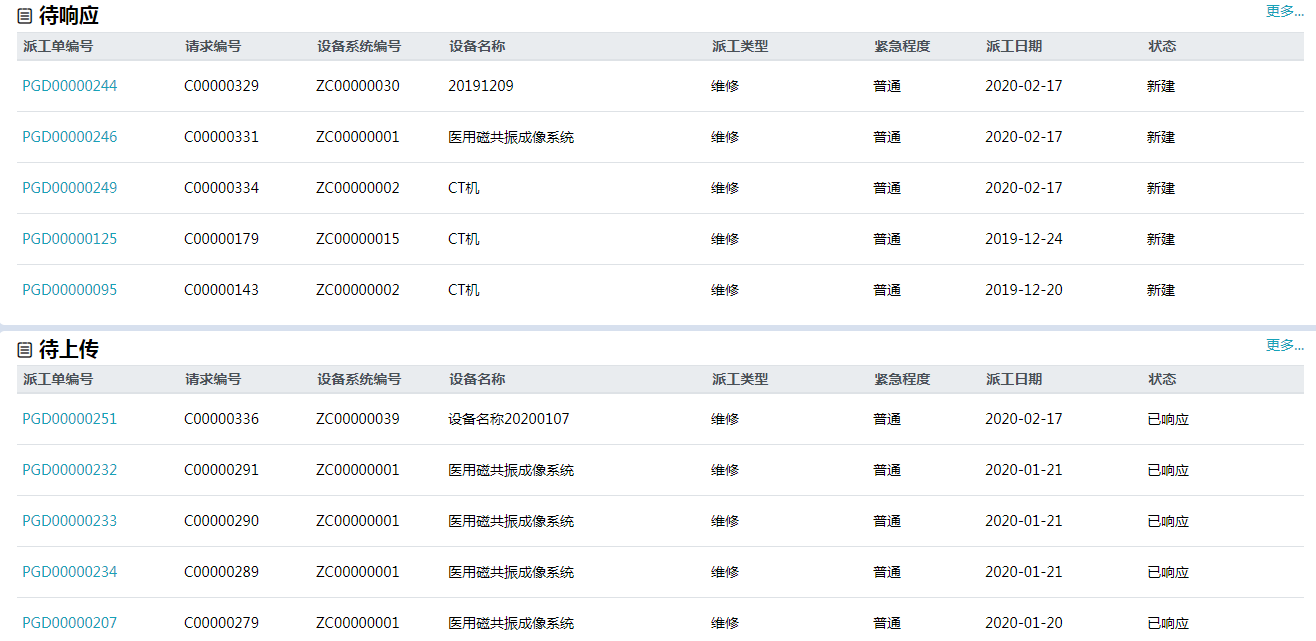 待响应
更多...
派工单编号 请求编号 设备系统编号 设备名称 派工类型 紧急程度 派工日期 状态
PGD00000244 C00000329 ZC00000030 20191209 维修 普通 2020-02-17 新建
PGD00000246 C00000331 ZC00000001 医用磁共振成像系统 维修 普通 2020-02-17 新建
PGD00000249 C00000334 ZC00000002 CT机 维修 普通 2020-02-17 新建
PGD00000125 C00000179 ZC00000015 CT机 维修 普通 2019-12-24 新建
PGD00000095 C00000143 ZC00000002 CT机 维修 普通 2019-12-20 新建
待上传
更多...
派工单编号 请求编号 设备系统编号 设备名称 派工类型 紧急程度 派工日期 状态
PGD00000251 C00000336 ZC00000039 设备名称20200107 维修 普通 2020-02-17 已响应
PGD00000232 C00000291 ZC00000001 医用磁共振成像系统 维修 普通 2020-01-21 已响应
PGD00000233 C00000290 ZC00000001 医用磁共振成像系统 维修 普通 2020-01-21 已响应
PGD00000234 C00000289 ZC00000001 医用磁共振成像系统 维修 普通 2020-01-21 已响应
PGD00000207 C00000279 ZC00000001 医用磁共振成像系统 维修 普通 2020-01-20 已响应